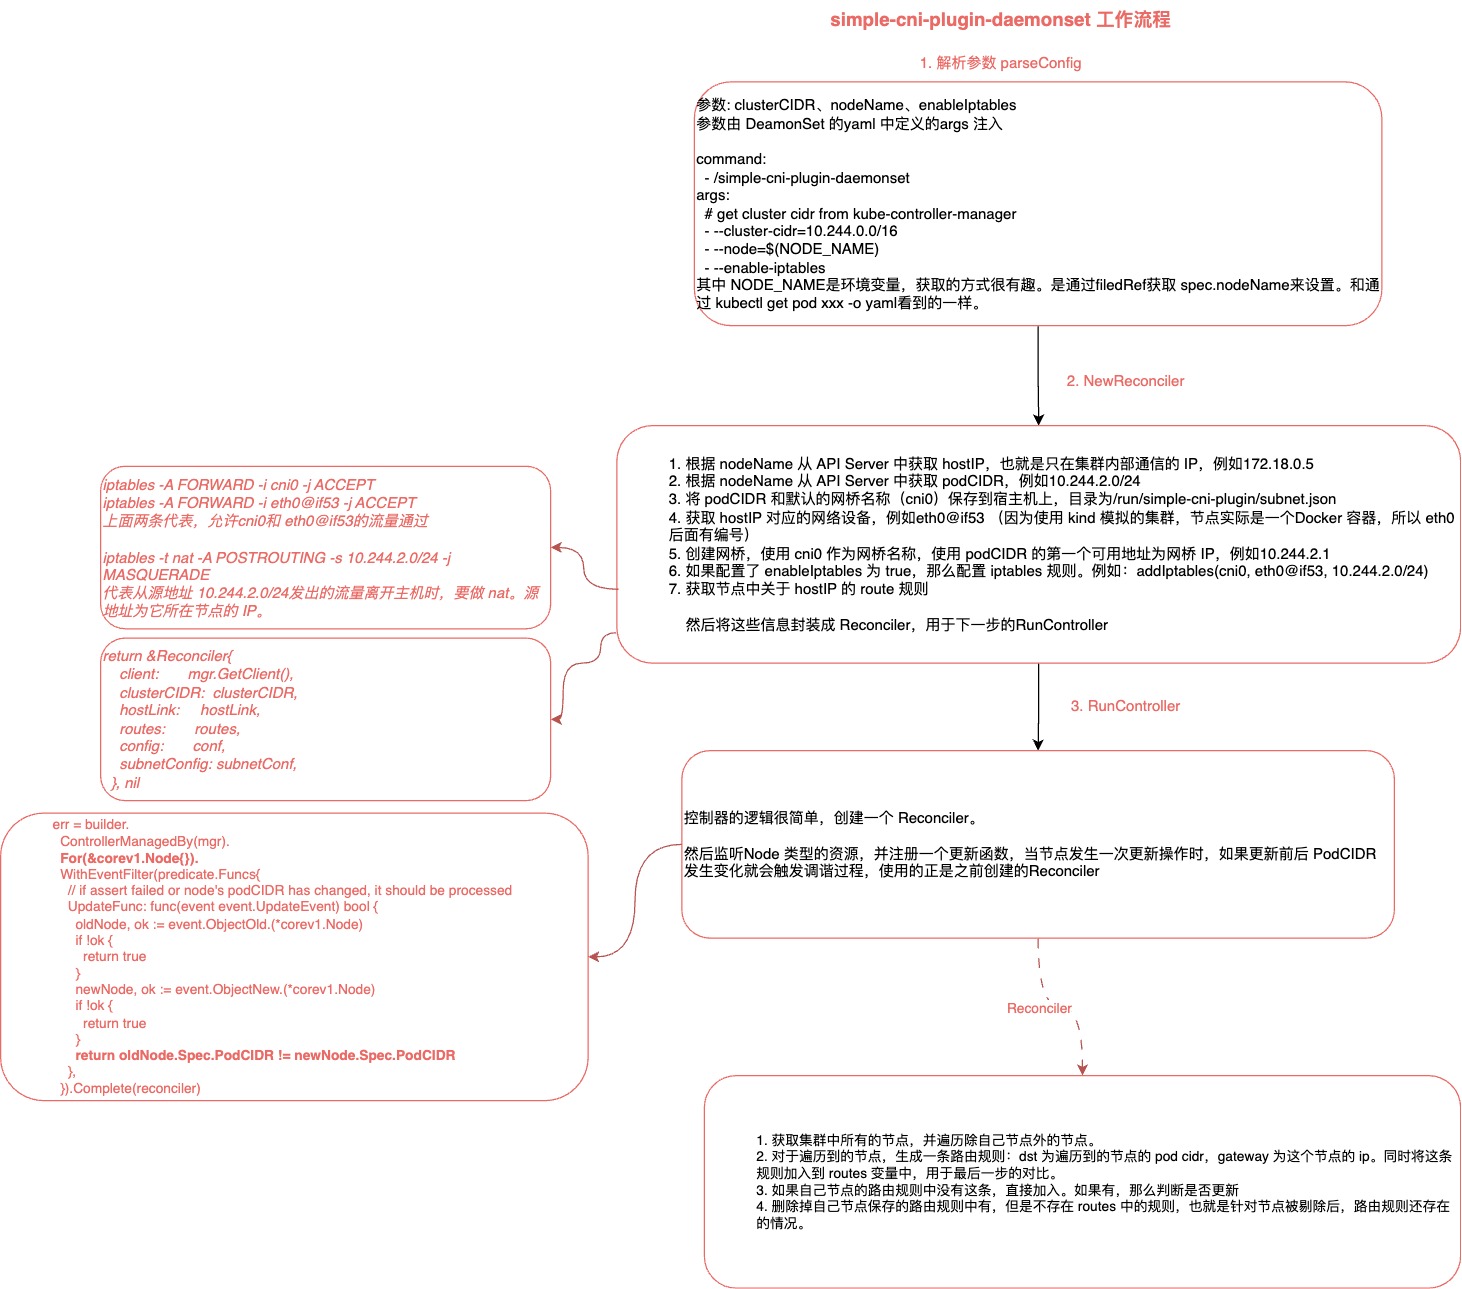 simple-cni-plugin-daemonset 工作流程
1. 解析参数 parseConfig
参数: clusterCIDR、nodeName、enableIptables
参数由 DeamonSet 的yaml 中定义的args 注入
command:
- /simple-cni-plugin-daemonset
args:
# get cluster cidr from kube-controller-manager
- --cluster-cidr=10.244.0.0/16
- --node=$(NODE_NAME)
- --enable-iptables
其中 NODE_NAME是环境变量，获取的方式很有趣。是通过filedRef获取 spec.nodeName来设置。和通
过 kubectl get pod xxx -o yaml看到的一样。
2. NewReconciler
1. 根据 nodeName 从 API Server 中获取 hostIP，也就是只在集群内部通信的 IP，例如172.18.0.5
2. 根据 nodeName 从 API Server 中获取 podCIDR，例如10.244.2.0/24
3. 将 podCIDR 和默认的网桥名称（cni0）保存到宿主机上，目录为/run/simple-cni-plugin/subnet.json
4. 获取 hostIP 对应的网络设备，例如eth0@if53 （因为使用 kind 模拟的集群，节点实际是一个Docker 容器，所以 eth0
后面有编号）
5. 创建网桥，使用 cni0 作为网桥名称，使用 podCIDR 的第一个可用地址为网桥 IP，例如10.244.2.1
6. 如果配置了 enableIptables 为 true，那么配置 iptables 规则。例如：addIptables(cni0, eth0@if53, 10.244.2.0/24)
7. 获取节点中关于 hostIP 的 route 规则
然后将这些信息封装成 Reconciler，用于下一步的RunController
iptables -A FORWARD -i cni0 -j ACCEPT
iptables -A FORWARD -i eth0@if53 -j ACCEPT
上面两条代表，允许cni0和 eth0@if53的流量通过
iptables -t nat -A POSTROUTING -s 10.244.2.0/24 -j
MASQUERADE
代表从源地址 10.244.2.0/24发出的流量离开主机时，要做 nat。源
地址为它所在节点的 IP。
return &Reconciler{
client: mgr.GetClient(),
clusterCIDR: clusterCIDR,
hostLink: hostLink,
routes: routes,
config: conf,
subnetConfig: subnetConf,
}, nil
3. RunController
控制器的逻辑很简单，创建一个 Reconciler。
然后监听Node 类型的资源，并注册一个更新函数，当节点发生一次更新操作时，如果更新前后 PodCIDR
发生变化就会触发调谐过程，使用的正是之前创建的Reconciler
err = builder.
ControllerManagedBy(mgr).
For(&corev1.Node{}).
WithEventFilter(predicate.Funcs{
// if assert failed or node's podCIDR has changed, it should be processed
UpdateFunc: func(event event.UpdateEvent) bool {
oldNode, ok := event.ObjectOld.(*corev1.Node)
if !ok {
return true
}
newNode, ok := event.ObjectNew.(*corev1.Node)
if !ok {
return true
}
return oldNode.Spec.PodCIDR != newNode.Spec.PodCIDR
},
}).Complete(reconciler)
Reconciler
1. 获取集群中所有的节点，并遍历除自己节点外的节点。
2. 对于遍历到的节点，生成一条路由规则：dst 为遍历到的节点的 pod cidr，gateway 为这个节点的 ip。同时将这条
规则加入到 routes 变量中，用于最后一步的对比。
3. 如果自己节点的路由规则中没有这条，直接加入。如果有，那么判断是否更新
4. 删除掉自己节点保存的路由规则中有，但是不存在 routes 中的规则，也就是针对节点被剔除后，路由规则还存在
的情况。